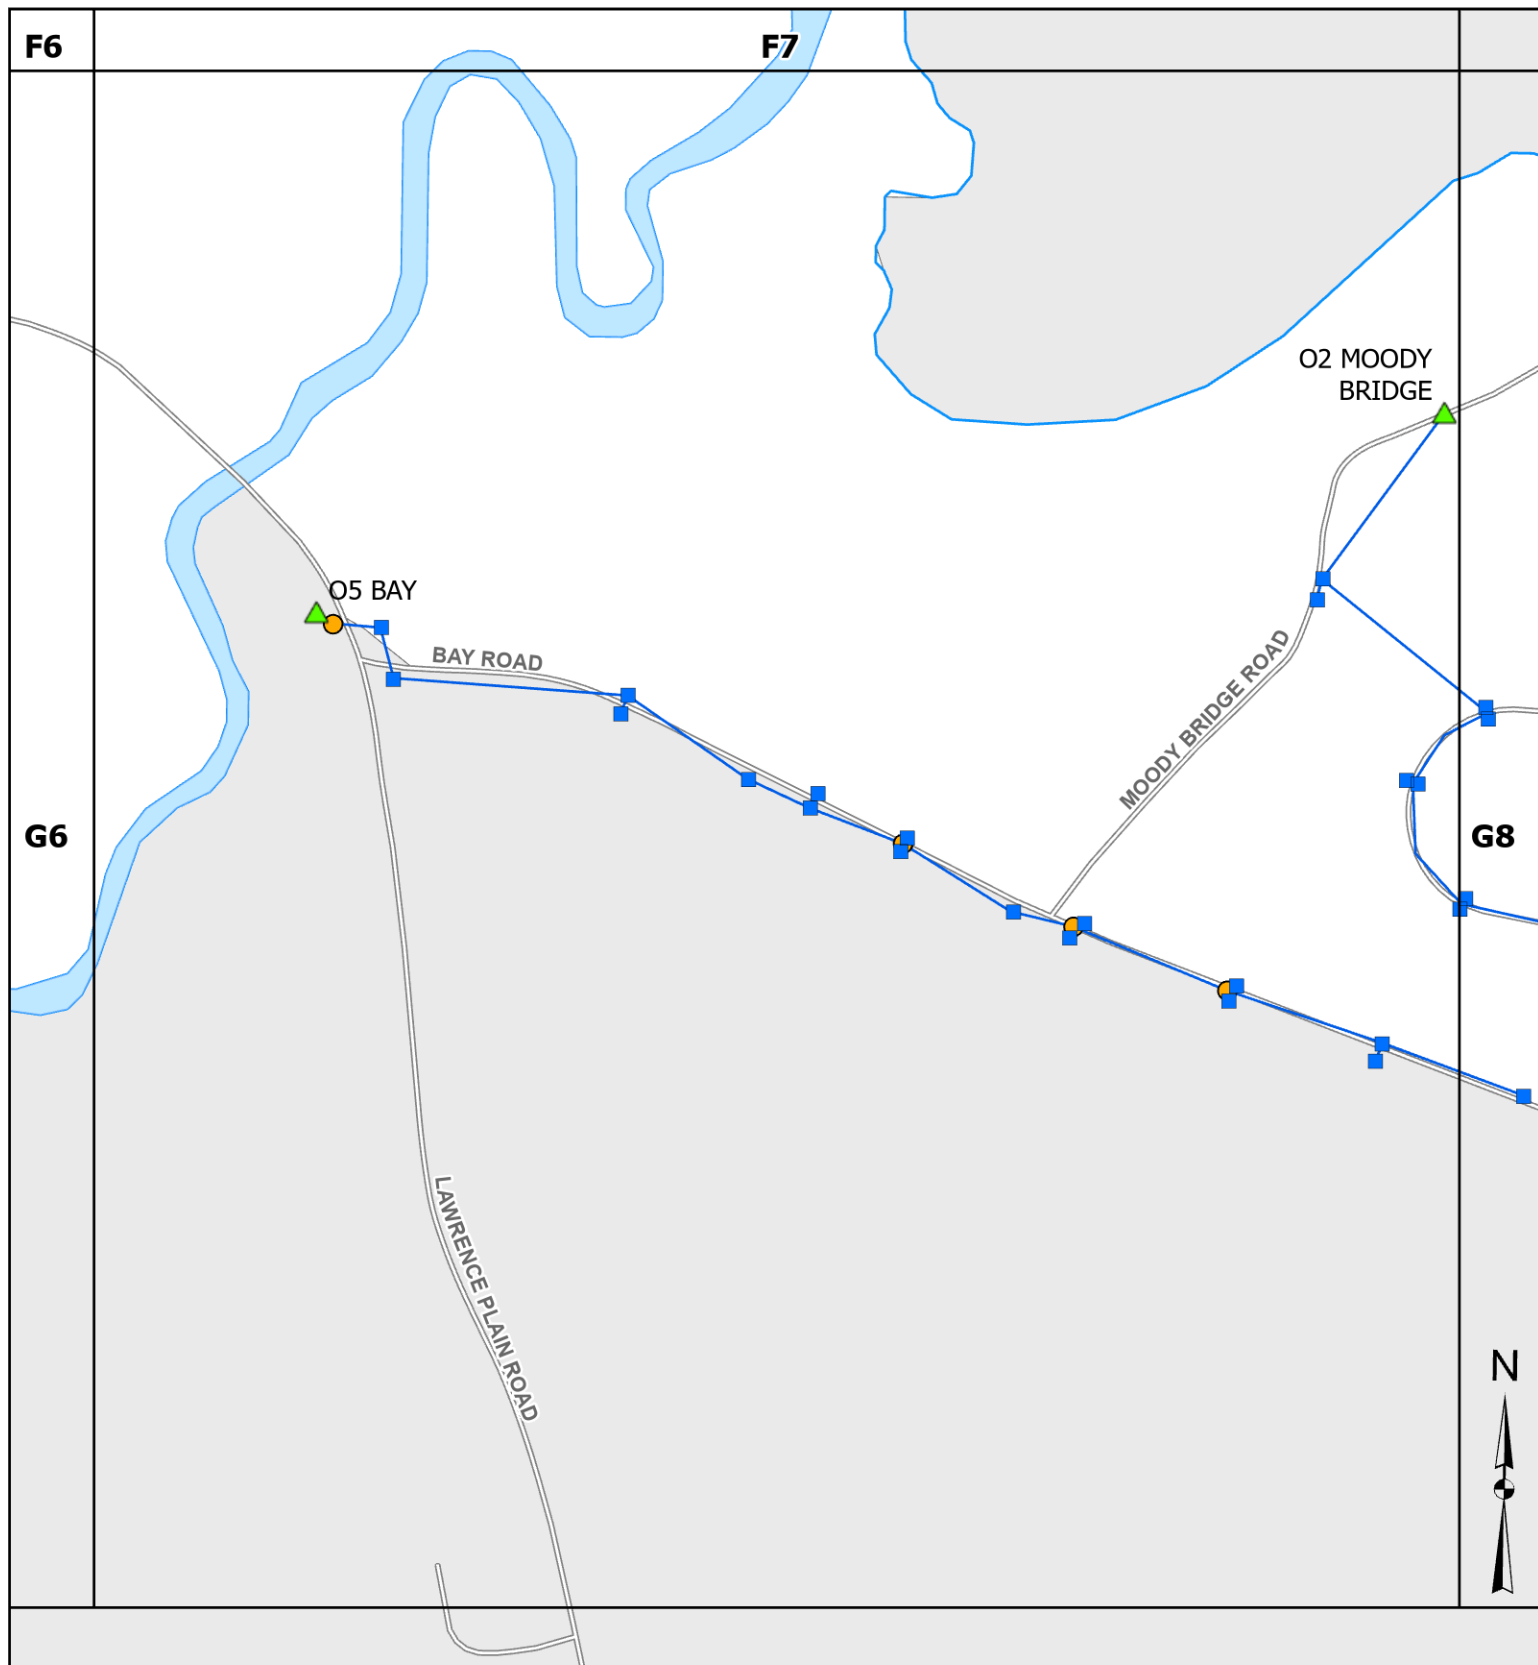 F6
F7
O2 MOODY
BRIDGE
O5 BAY
BAY ROAD
MOODY BRIDGE ROAD
G6
G8
LAWRENCE PLAIN ROAD
N